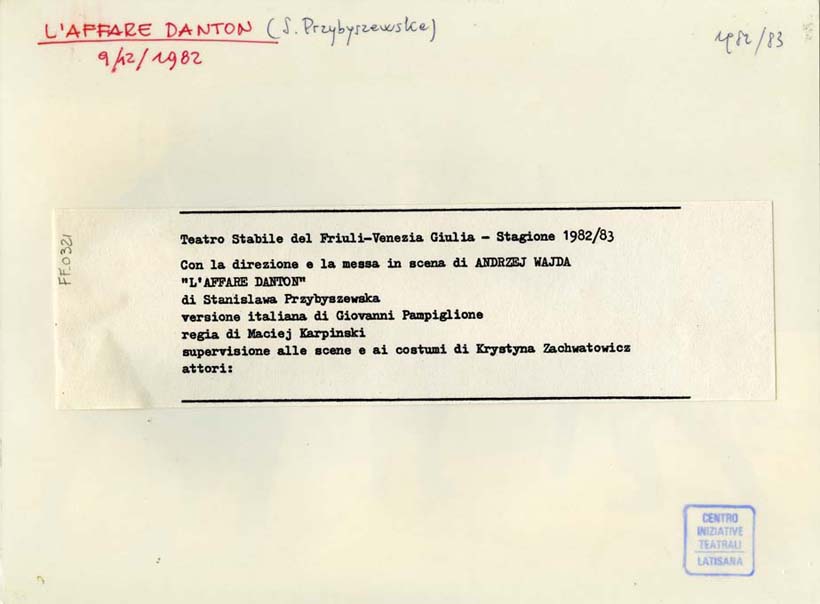 L'AFFARE DANTON (S. Przybyszewska)
9/12/1982
1982/83
FF.0321
Teatro Stabile del Friuli-Venezia Giulia - Stagione 1982/83
Con la direzione e la messa in scena di ANDRZEJ WAJDA
"L'AFFARE DANTON"
di Stanislawa Przybyszewska
versione italiana di Giovanni Pampiglione
regia di Maciej Karpinski
supervisione alle scene e ai costumi di Krystyna Zachwatowicz
attori:
CENTRO
INIZIATIVE
TEATRALI
LATISANA